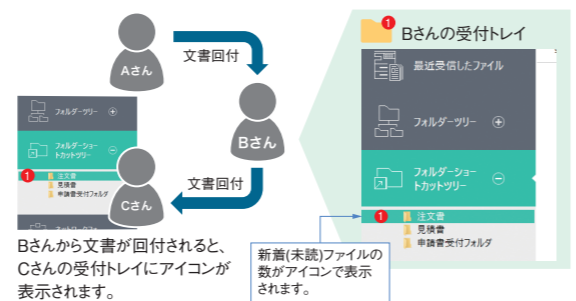 1
Bさんの受付トレイ
文書回付
Aさん
最近受信したファイル
フォルダーツリー
フォルダーツリー
Bさん
フォルダーショー
トカットツリー
フォルダーショー
トカットツリー
1
注文書
見積書
申請書受付フォルダ
Cさん
文書回付
1
注文書
見積書
申請書受付フォルダ
Bさんから文書が回付されると、
Cさんの受付トレイにアイコンが
表示されます。
新着(未読)ファイルの
数がアイコンで表示
されます。